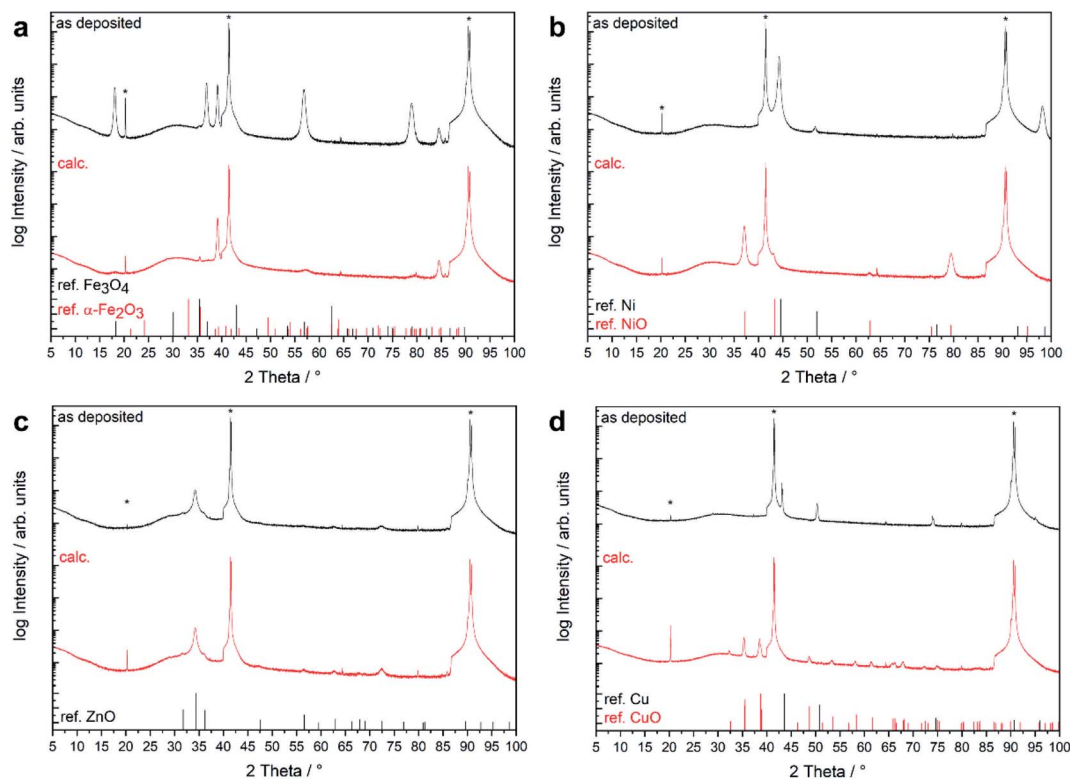 a
as deposited
*
*
*
calc.
ref. Fe3O4
ref. α-Fe2O3
log Intensity / arb. units
5 10 15 20 25 30 35 40 45 50 55 60 65 70 75 80 85 90 95 100
2 Theta / °
b
as deposited
*
*
*
calc.
ref. Ni
ref. NiO
log Intensity / arb. units
5 10 15 20 25 30 35 40 45 50 55 60 65 70 75 80 85 90 95 100
2 Theta / °
c
as deposited
*
*
*
calc.
ref. ZnO
log Intensity / arb. units
5 10 15 20 25 30 35 40 45 50 55 60 65 70 75 80 85 90 95 100
2 Theta / °
d
as deposited
*
*
*
calc.
ref. Cu
ref. CuO
log Intensity / arb. units
5 10 15 20 25 30 35 40 45 50 55 60 65 70 75 80 85 90 95 100
2 Theta / °